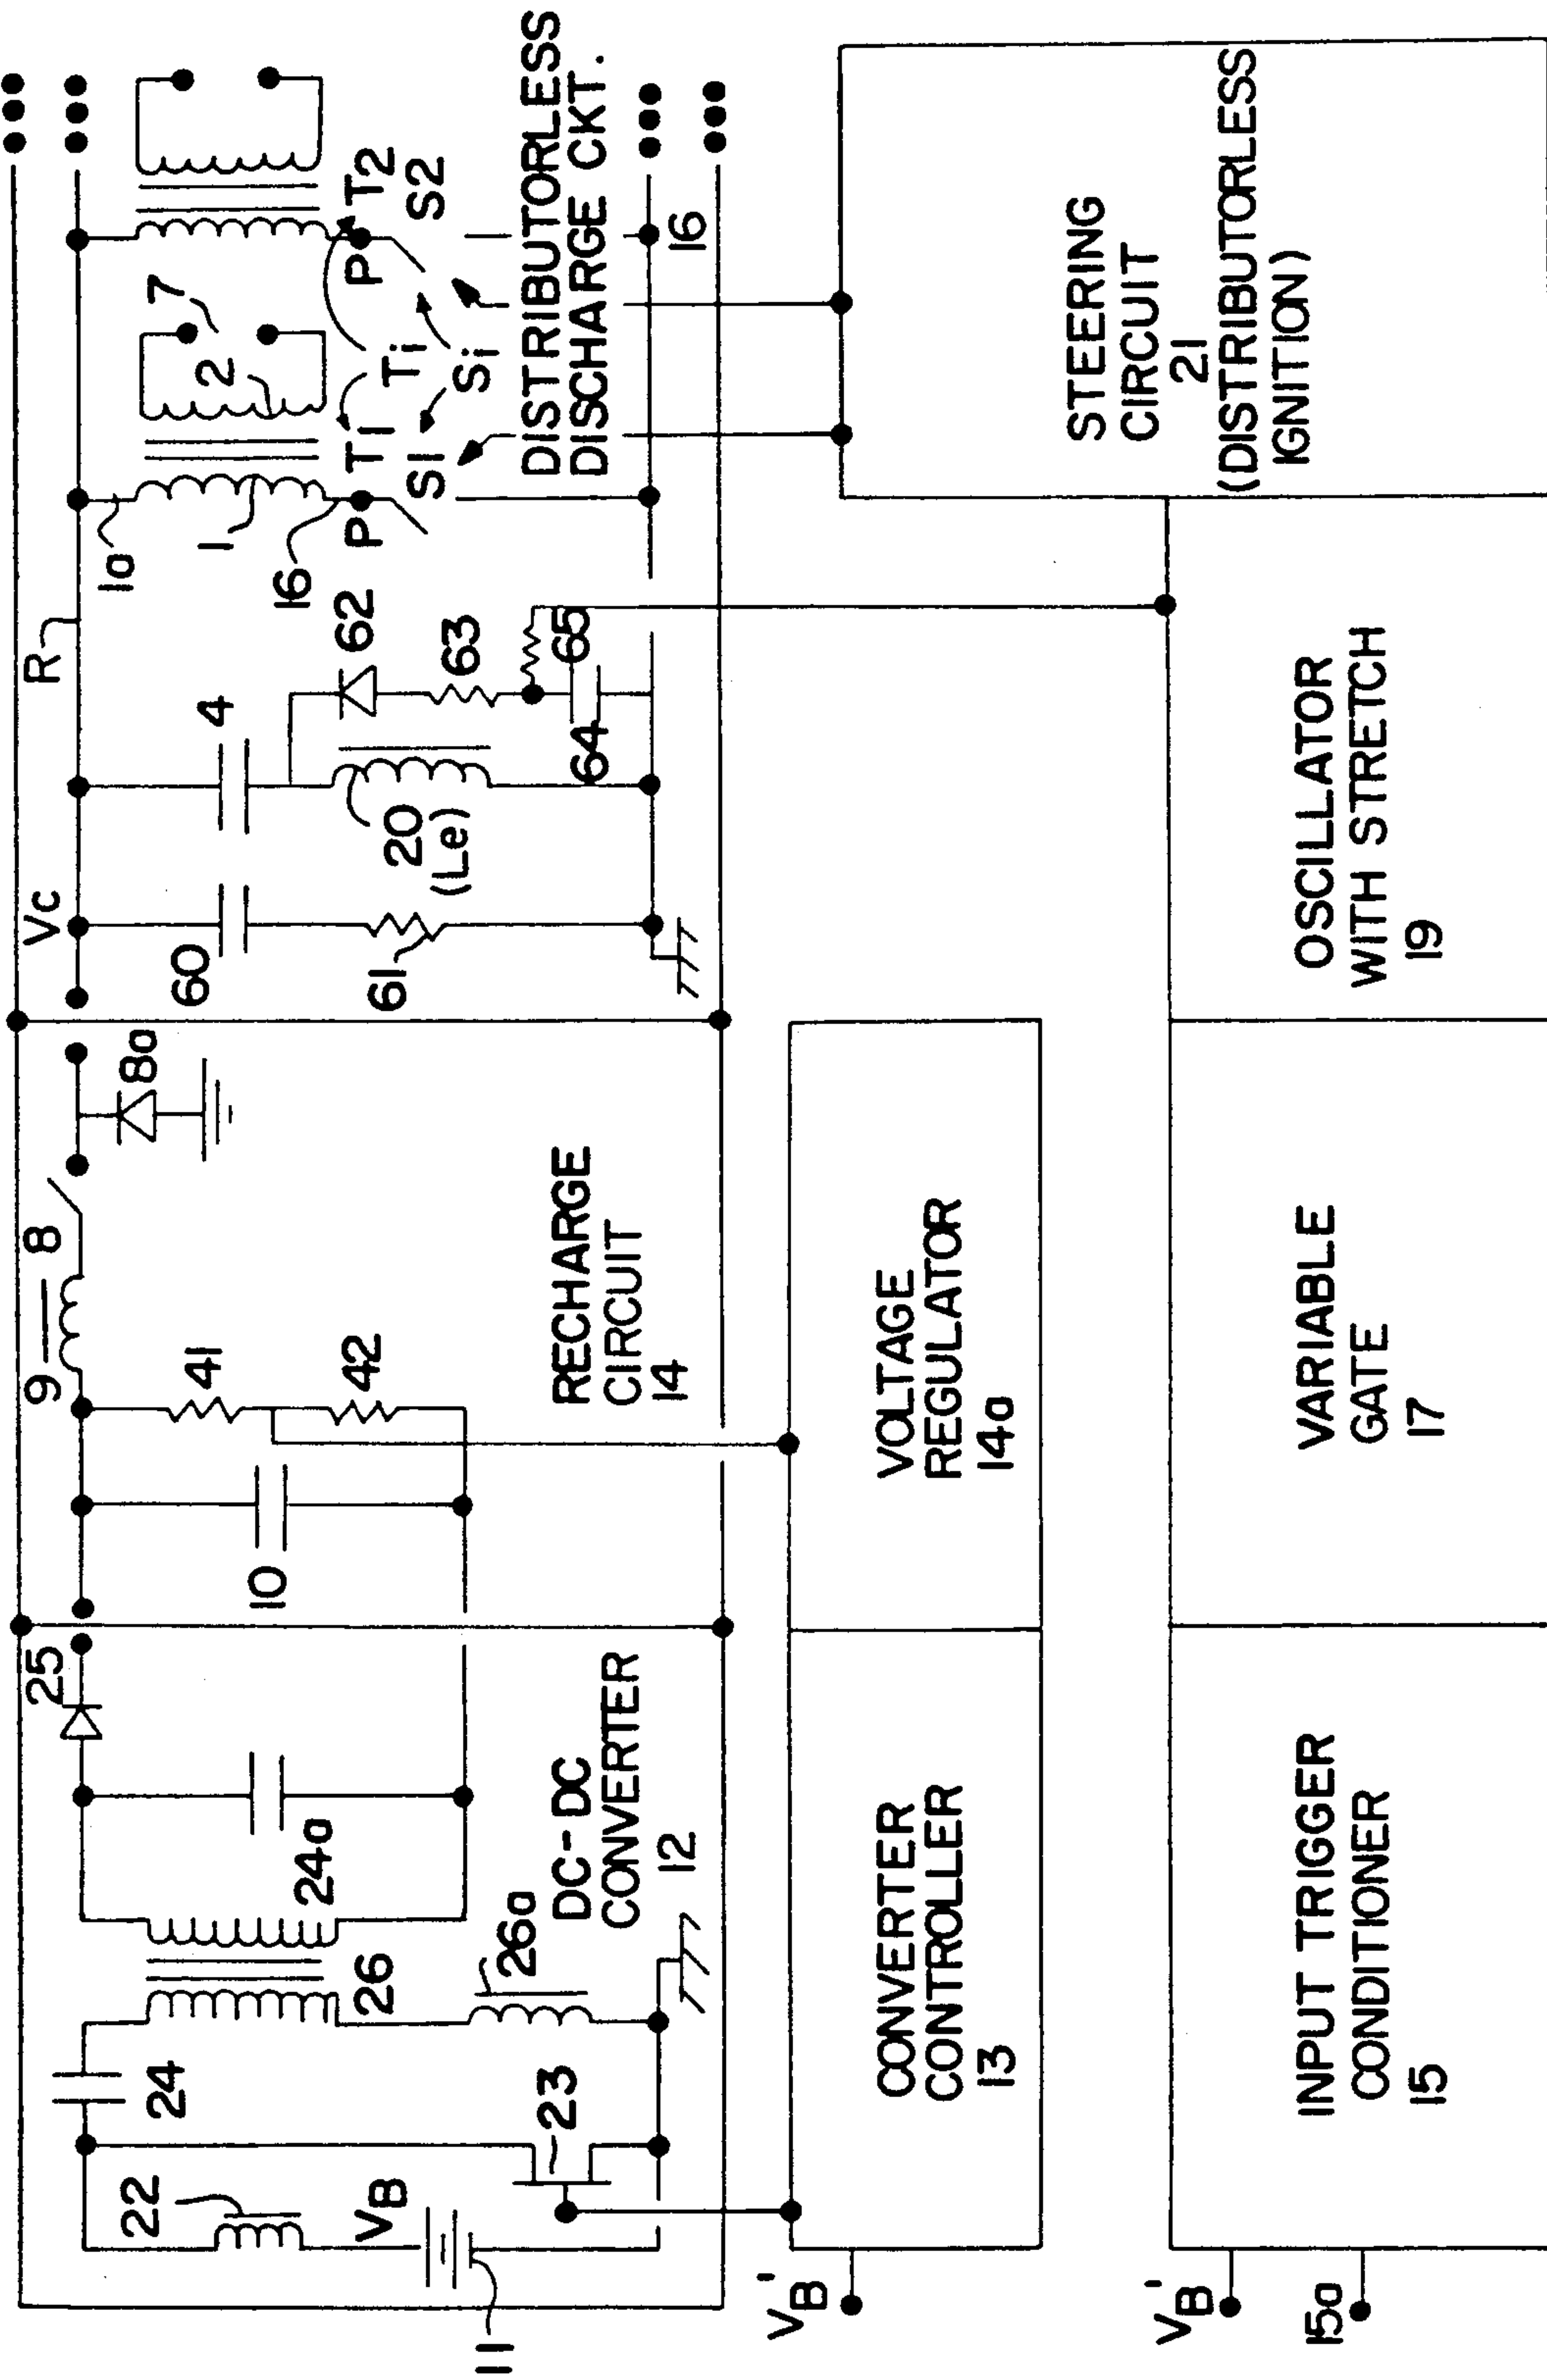 11
VB
22
23
24
26
26a
24a
25
DC-DC
CONVERTER
12
10
41
42
9
8
8a
RECHARGE
CIRCUIT
14
Vc
R
60
61
4
20
(Le)
62
63
64
65
1a
1
16
2
7
P
T1
S1
Ti
Si
P
T2
S2
DISTRIBUTORLESS
DISCHARGE CKT.
16
VB'
CONVERTER
CONTROLLER
13
VOLTAGE
REGULATOR
14a
VB'
15a
INPUT TRIGGER
CONDITIONER
15
VARIABLE
GATE
17
OSCILLATOR
WITH STRETCH
19
STEERING
CIRCUIT
21
(DISTRIBUTORLESS
IGNITION)